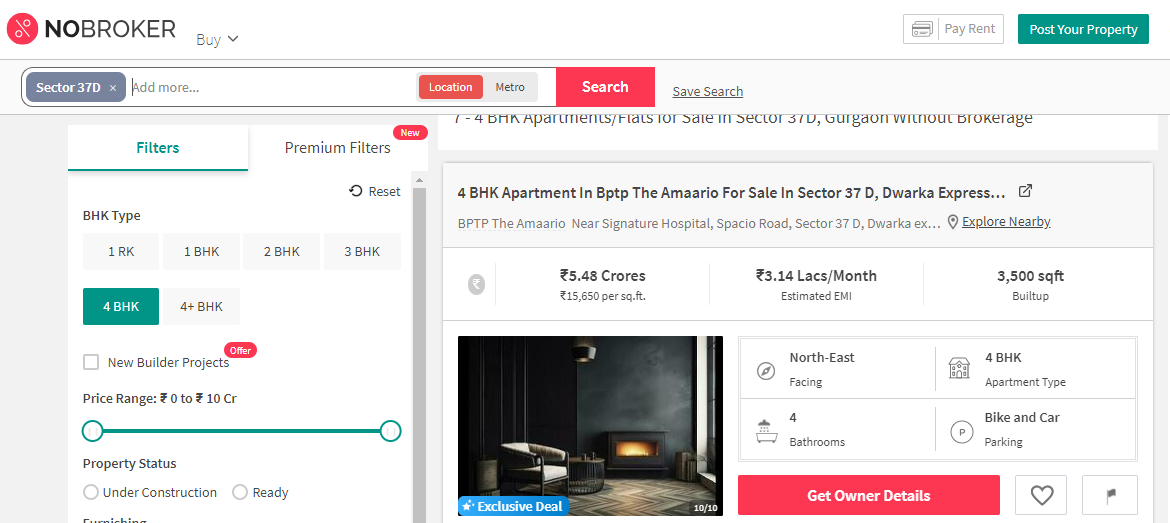 NOBROKER
Buy
Pay Rent
Post Your Property
Sector 37D ×
Add more...
Location
Metro
Search
Save Search
7 - 4 BHK Apartments/Flats for Sale in Sector 37D, Gurgaon Without Brokerage
New
Filters
Premium Filters
Reset
BHK Type
1 RK
1 BHK
2 BHK
3 BHK
4 BHK
4+ BHK
Offer
New Builder Projects
Price Range: ₹ 0 to ₹ 10 Cr
Property Status
Under Construction
Ready
Furnishing
4 BHK Apartment In Bptp The Amaario For Sale In Sector 37 D, Dwarka Express...
BPTP The Amaario Near Signature Hospital, Spacio Road, Sector 37 D, Dwarka ex...
Explore Nearby
₹
₹5.48 Crores
₹15,650 per sq.ft.
₹3.14 Lacs/Month
Estimated EMI
3,500 sqft
Builtup
Exclusive Deal
10/10
North-East
Facing
4 BHK
Apartment Type
4
Bathrooms
P
Bike and Car
Parking
Get Owner Details